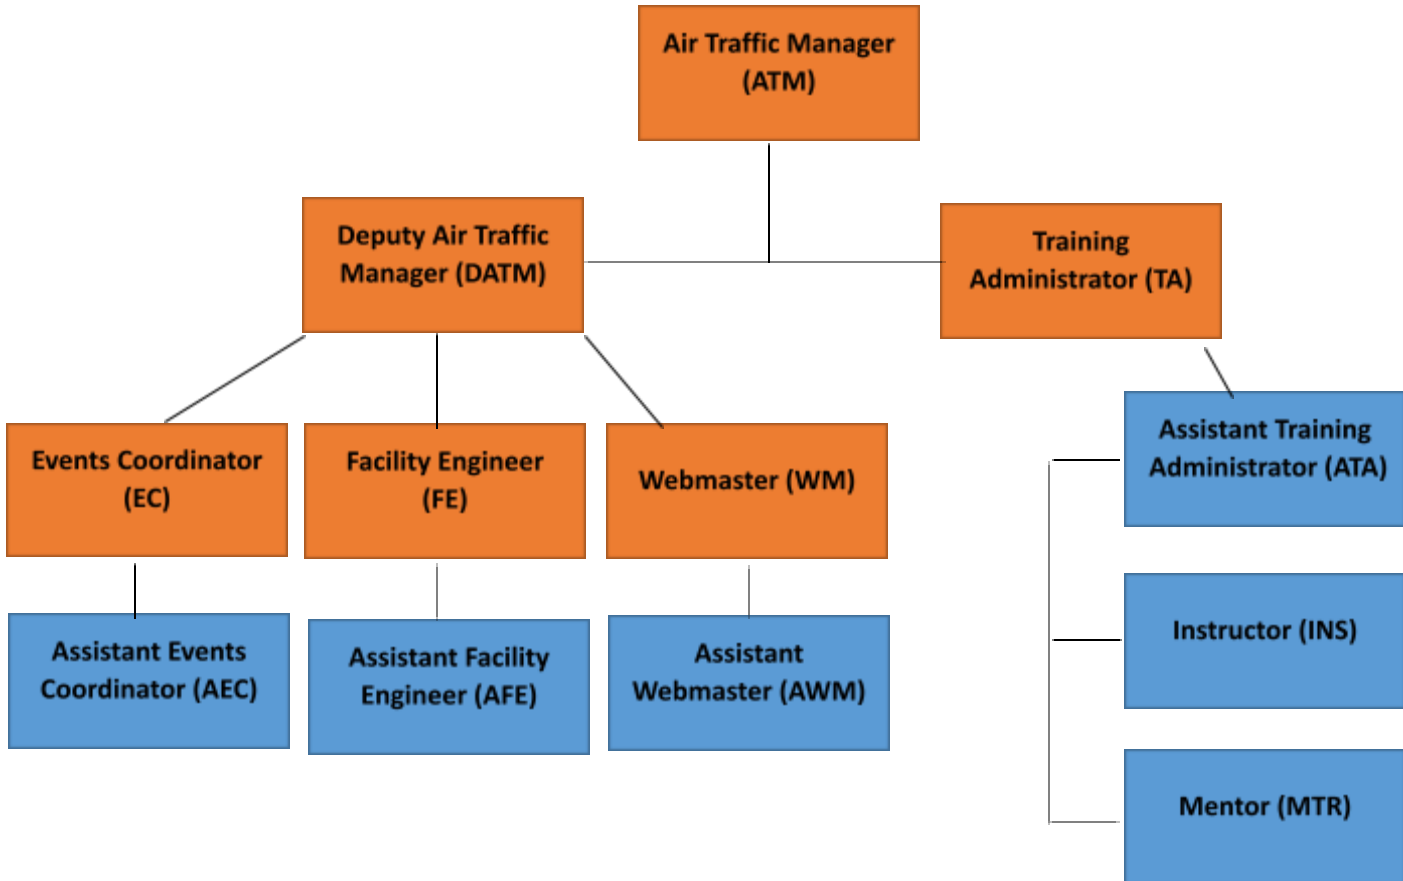 Air Traffic Manager
(ATM)
Deputy Air Traffic
Manager (DATM)
Training
Administrator (TA)
Events Coordinator
(EC)
Facility Engineer
(FE)
Webmaster (WM)
Assistant Training
Administrator (ATA)
Assistant Events
Coordinator (AEC)
Assistant Facility
Engineer (AFE)
Assistant
Webmaster (AWM)
Instructor (INS)
Mentor (MTR)